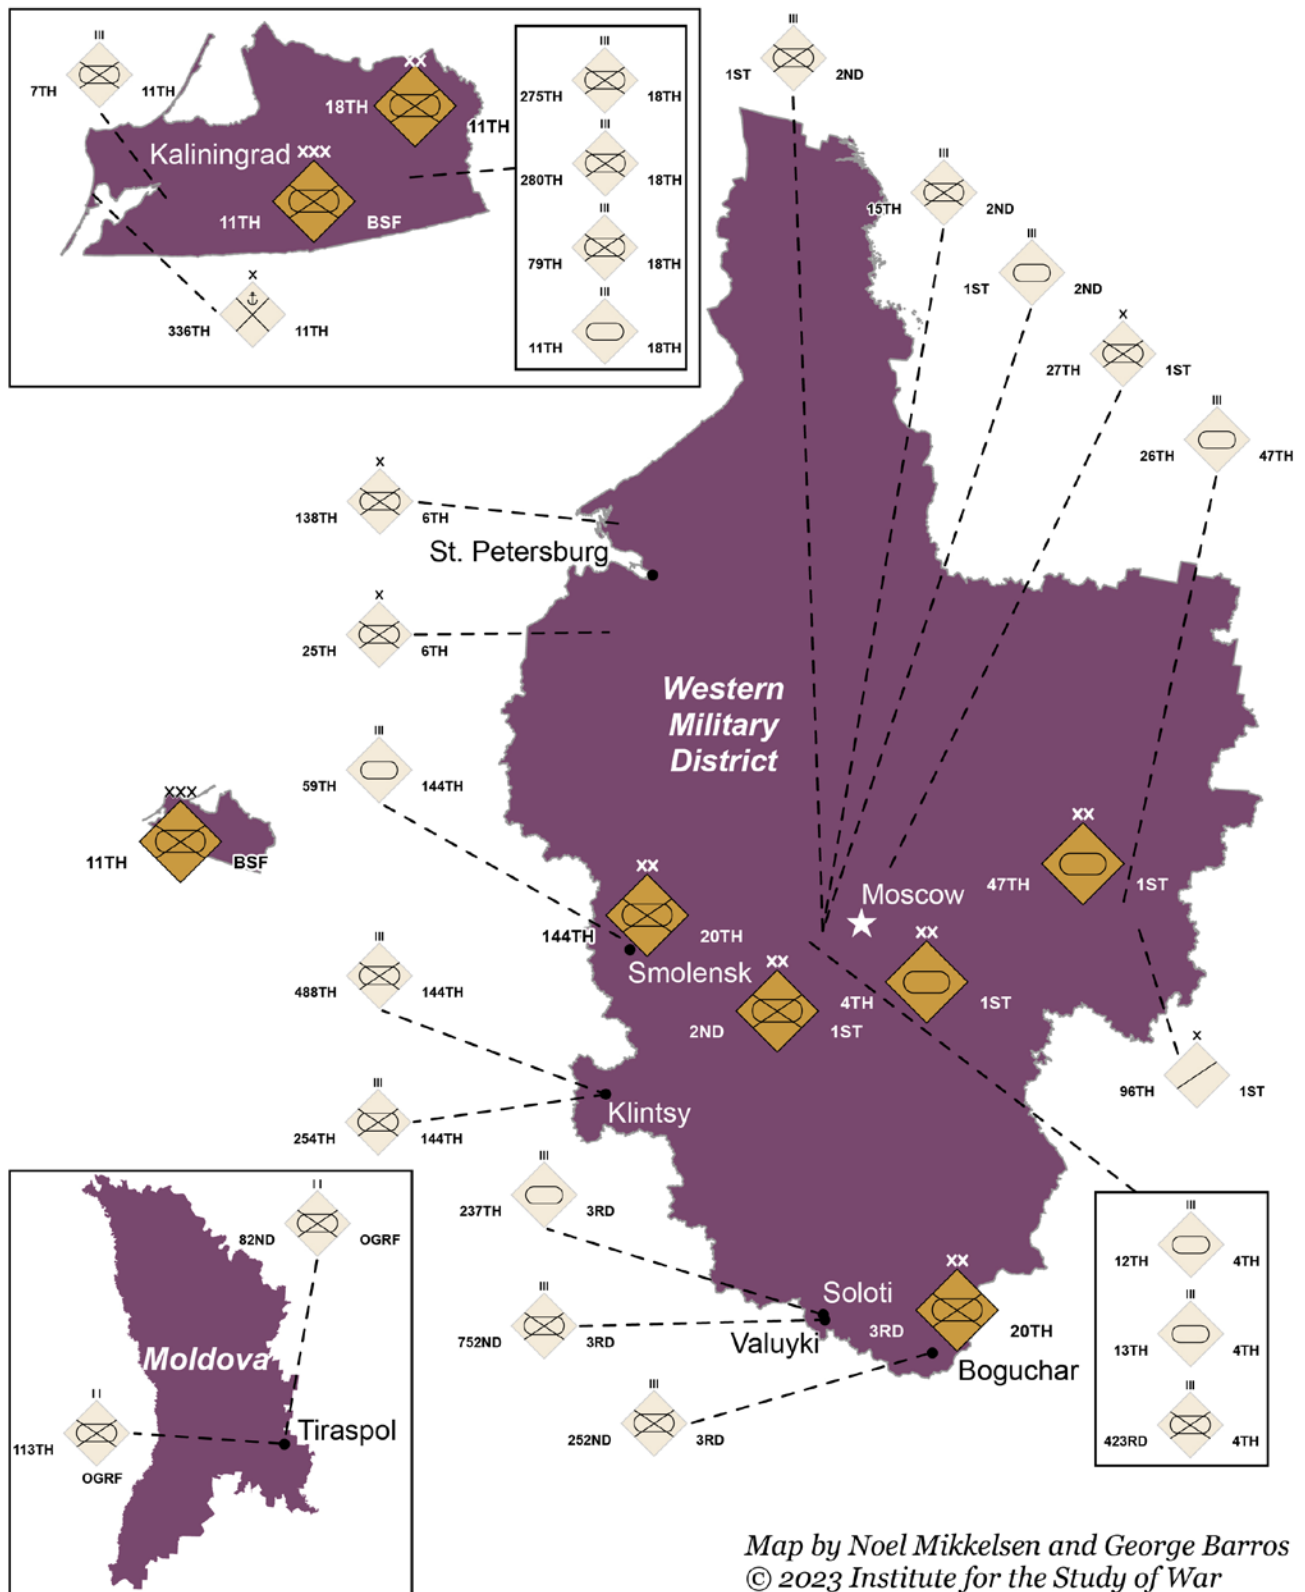 III
7TH 11TH
XX
18TH 11TH
Kaliningrad
XXX
11TH BSF
X
336TH 11TH
III
275TH 18TH
III
280TH 18TH
III
79TH 18TH
III
11TH 18TH
III
1ST 2ND
III
15TH 2ND
III
1ST 2ND
X
27TH 1ST
III
26TH 47TH
X
138TH 6TH
St. Petersburg
X
25TH 6TH
Western
Military
District
III
59TH 144TH
XXX
11TH BSF
XX
47TH 1ST
XX
144TH 20TH
Moscow
Smolensk
XX
4TH 1ST
XX
2ND 1ST
III
488TH 144TH
X
96TH 1ST
Klintsy
III
254TH 144TH
III
237TH 3RD
III
752ND 3RD
Soloti
Valuyki
XX
3RD 20TH
Boguchar
III
252ND 3RD
III
12TH 4TH
III
13TH 4TH
III
423RD 4TH
II
82ND OGRF
Moldova
Tiraspol
II
113TH
OGRF
Map by Noel Mikkelsen and George Barros
© 2023 Institute for the Study of War